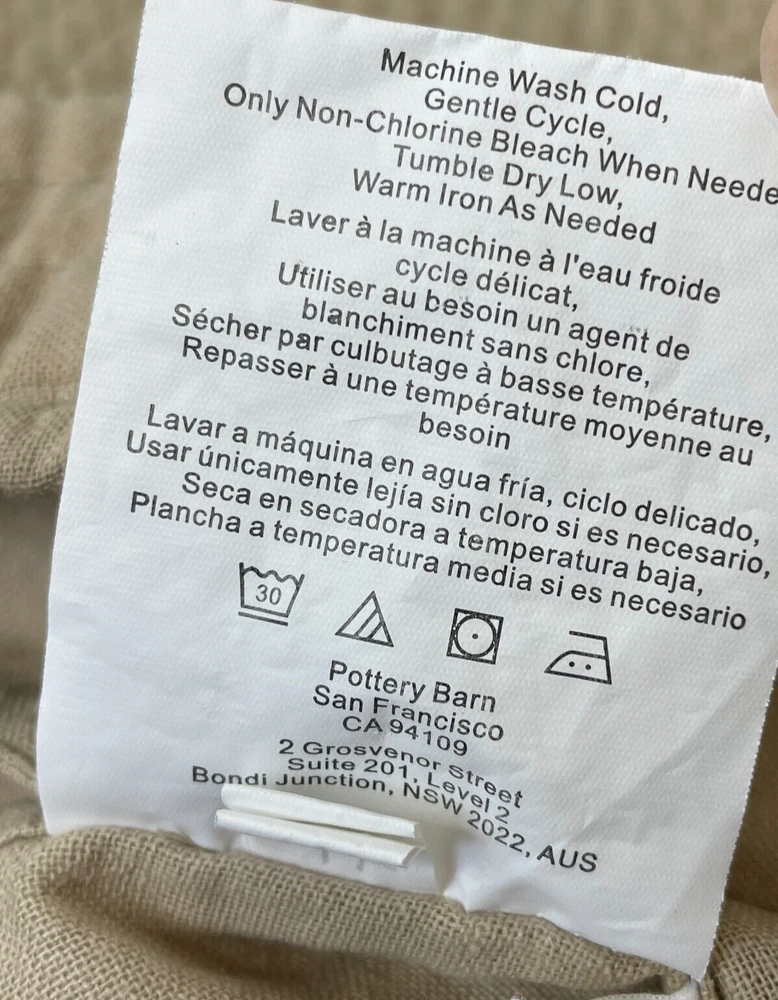 Machine Wash Cold,
Gentle Cycle,
Only Non-Chlorine Bleach When Neede
Tumble Dry Low,
Warm Iron As Needed
Laver à la machine à l'eau froide
cycle délicat,
Utiliser au besoin un agent de
blanchiment sans chlore,
Sécher par culbutage à basse température,
Repasser à une température moyenne au
besoin
Lavar a máquina en agua fría, ciclo delicado,
Usar únicamente lejía sin cloro si es necesario,
Seca en secadora a temperatura baja,
Plancha a temperatura media si es necesario
30
Pottery Barn
San Francisco
CA 94109
2 Grosvenor Street
Suite 201, Level 2
Bondi Junction, NSW 2022, AUS